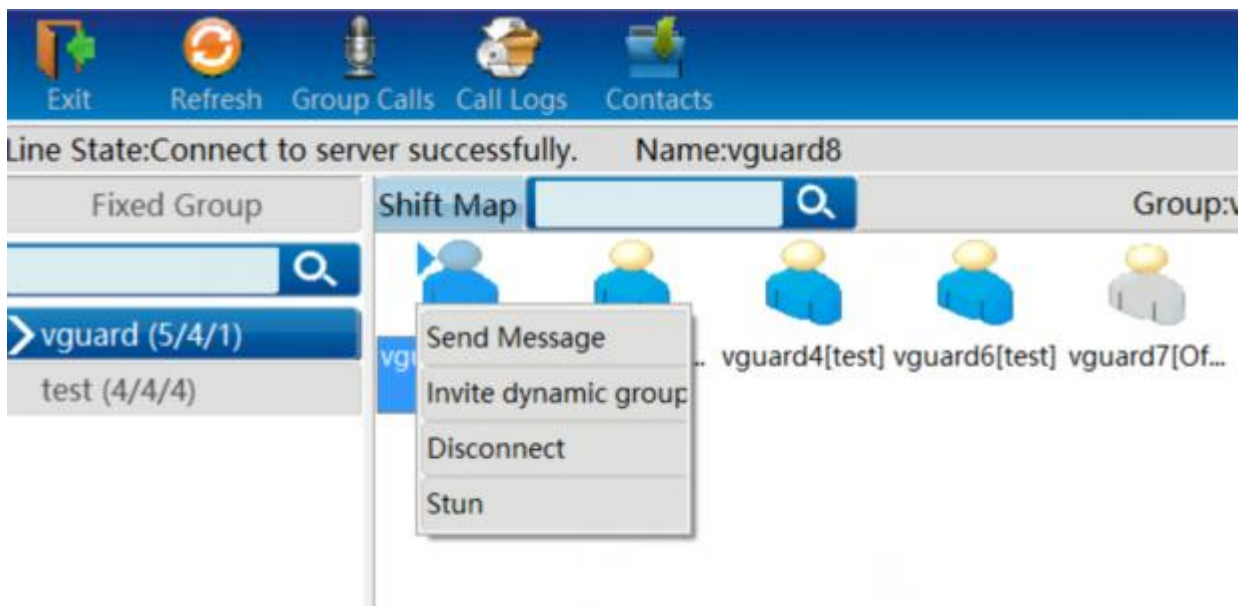 Exit Refresh Group Calls Call Logs Contacts
Line State:Connect to server successfully. Name:vguard8
Fixed Group
Shift Map
Group:v
vguard (5/4/1)
test (4/4/4)
vgu
... vguard4[test] vguard6[test] vguard7[Of...
Send Message
Invite dynamic group
Disconnect
Stun